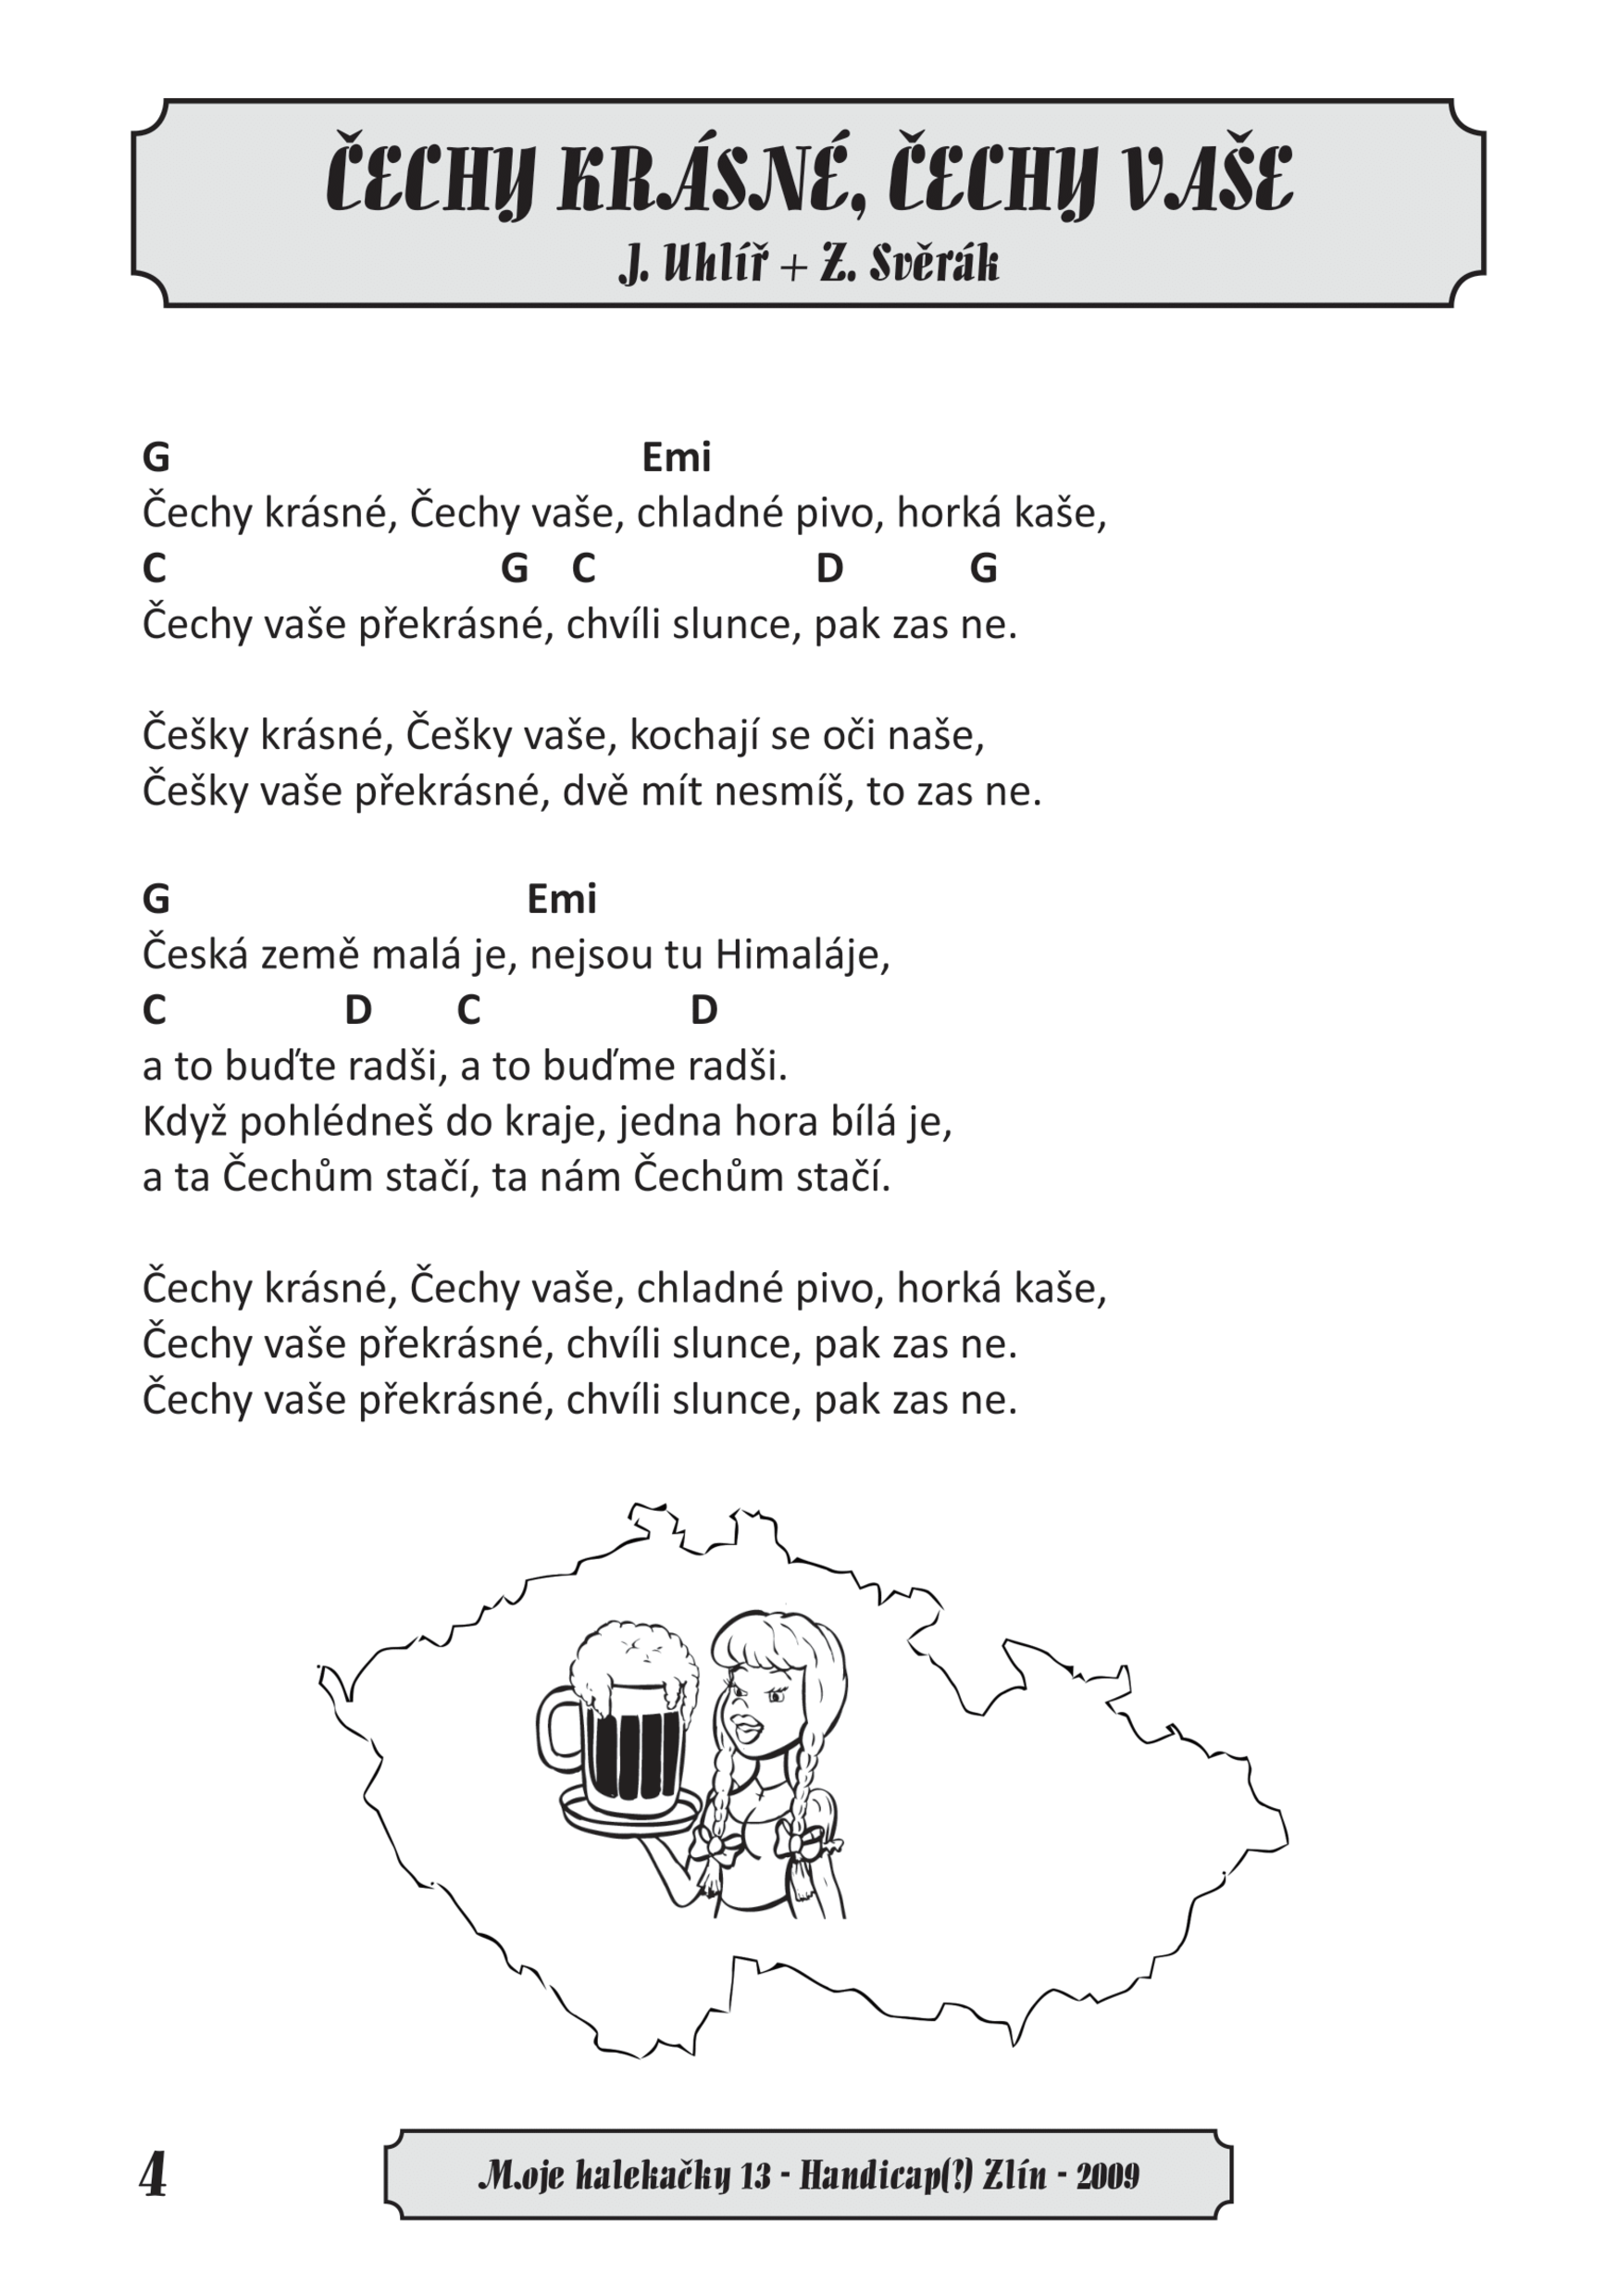 ČECHY KRÁSNÉ, ČECHY VAŠE
J. Uhlíř + Z. Svěrák
G Emi
Čechy krásné, Čechy vaše, chladné pivo, horká kaše,
C G C D G
Čechy vaše překrásné, chvíli slunce, pak zas ne.
Češky krásné, Češky vaše, kochají se oči naše,
Češky vaše překrásné, dvě mít nesmíš, to zas ne.
G Emi
Česká země malá je, nejsou tu Himaláje,
C D C D
a to buďte radši, a to buďme radši.
Když pohlédneš do kraje, jedna hora bílá je,
a ta Čechům stačí, ta nám Čechům stačí.
Čechy krásné, Čechy vaše, chladné pivo, horká kaše,
Čechy vaše překrásné, chvíli slunce, pak zas ne.
Čechy vaše překrásné, chvíli slunce, pak zas ne.
4
M.oje halekačky 13 - Handicap(?) Zlín - 2009